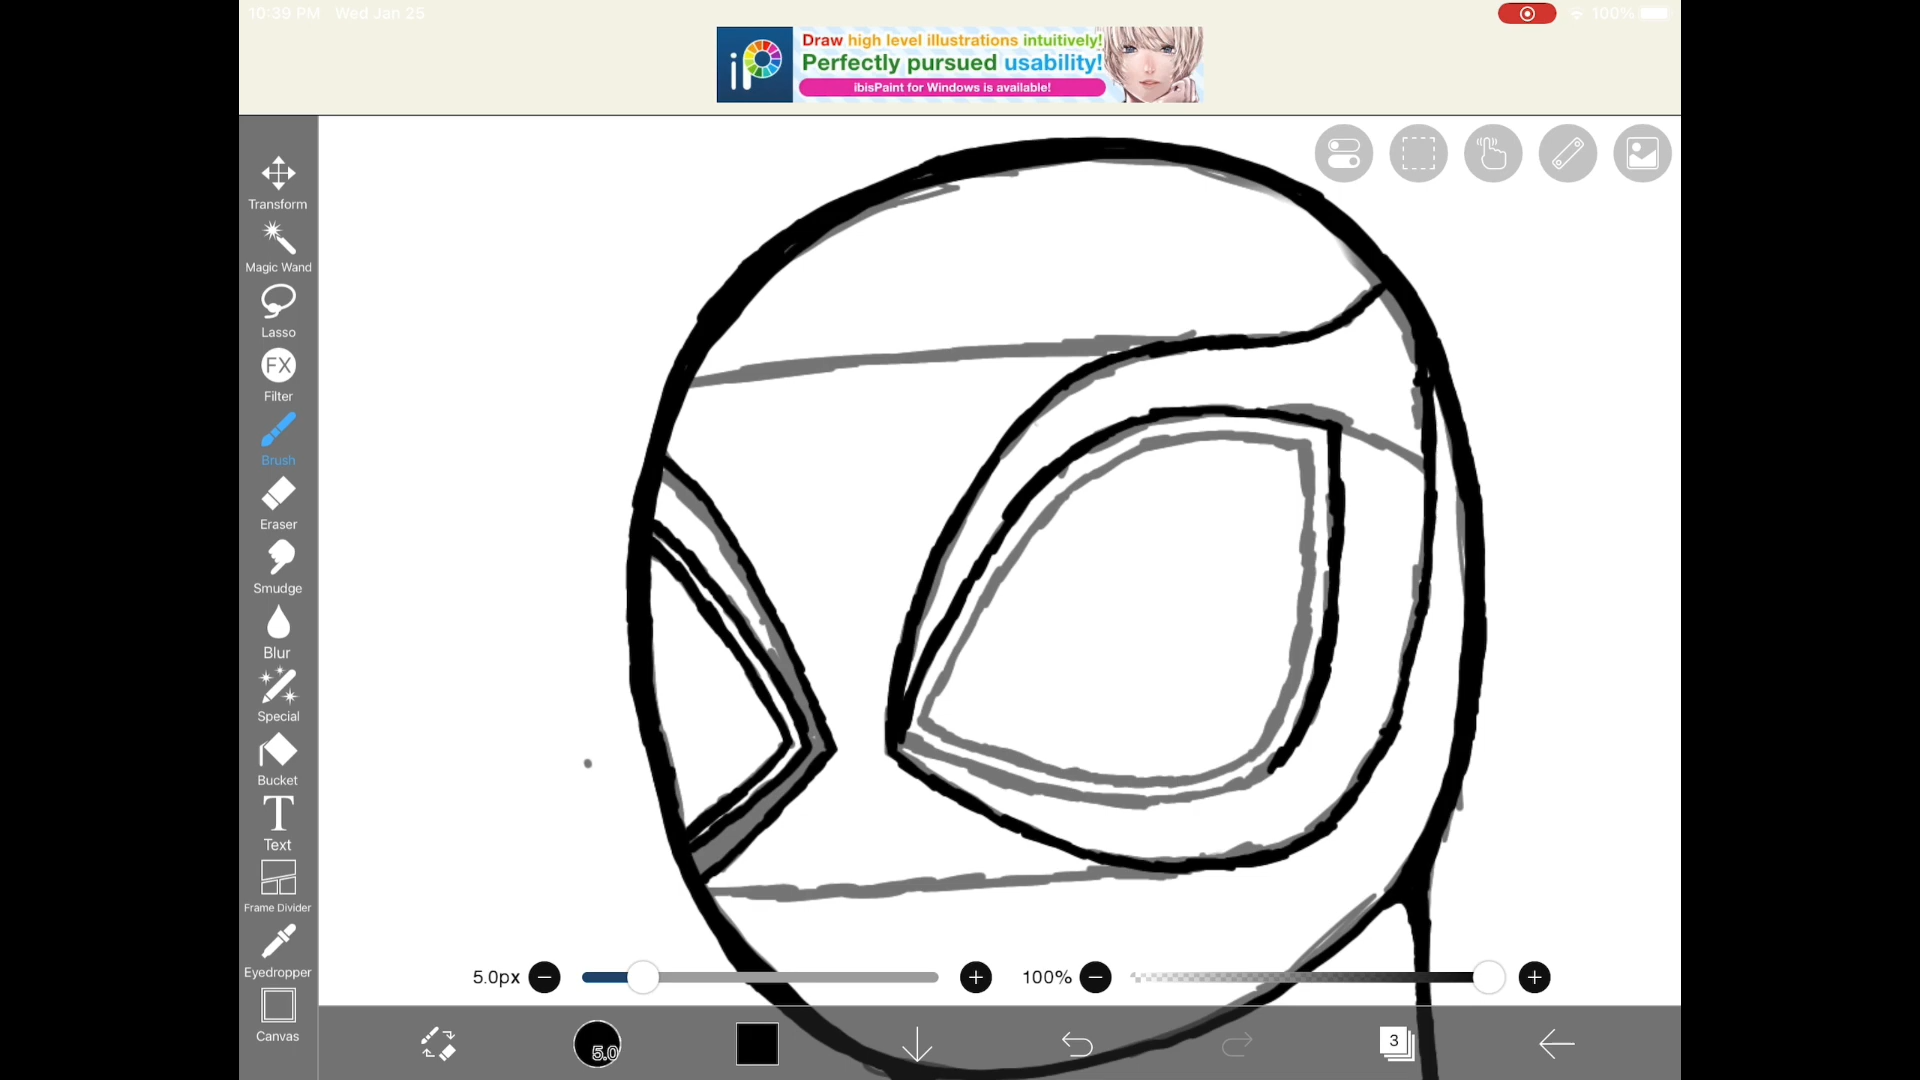 10:39 PM Wed Jan 25
100%
iP
Draw high level illustrations intuitively!
Perfectly pursued usability!
ibisPaint for Windows is available!
Transform
Magic Wand
Lasso
FX
Filter
Brush
Eraser
Smudge
Blur
Special
Bucket
T
Text
Frame Divider
Eyedropper
Canvas
5.0px
100%
5.0
3